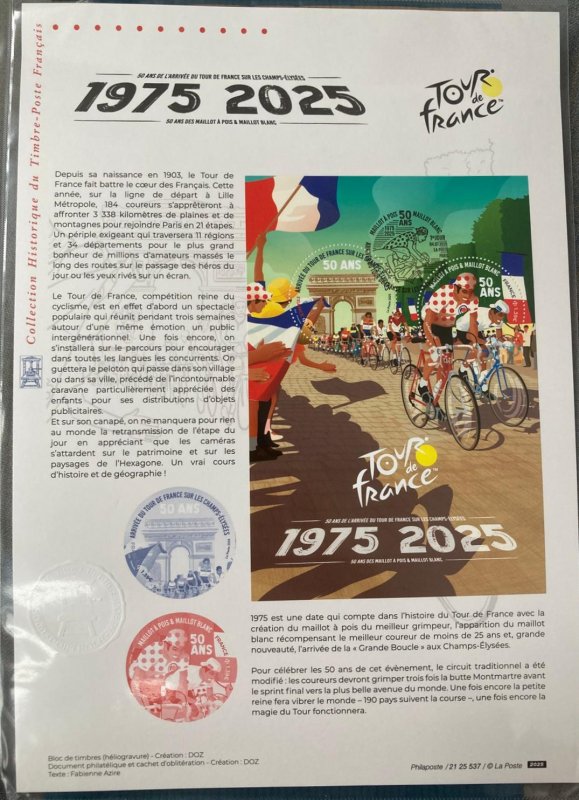 Collection Historique du Timbre-Poste Français
50 ANS DE L'ARRIVÉE DU TOUR DE FRANCE SUR LES CHAMPS-ÉLYSÉES
1975 2025
50 ANS DES MAILLOT À POIS & MAILLOT BLANC
TOUR
de
france™
Depuis sa naissance en 1903, le Tour de
France fait battre le cœur des Français. Cette
année, sur la ligne de départ à Lille
Métropole, 184 coureurs s'apprêteront à
affronter 3 338 kilomètres de plaines et de
montagnes pour rejoindre Paris en 21 étapes.
Un périple exigeant qui traversera 11 régions
et 34 départements pour le plus grand
bonheur de millions d'amateurs massés le
long des routes sur le passage des héros du
jour ou les yeux rivés sur un écran.
Le Tour de France, compétition reine du
cyclisme, est en effet d'abord un spectacle
populaire qui réunit pendant trois semaines
autour d'une même émotion un public
intergénérationnel. Une fois encore, on
s'installera sur le parcours pour encourager
dans toutes les langues les concurrents. On
guettera le peloton qui passe dans son village
ou dans sa ville, précédé de l'incontournable
caravane particulièrement appréciée des
enfants pour ses distributions d'objets
publicitaires.
Et sur son canapé, on ne manquera pour rien
au monde la retransmission de l'étape du
jour en appréciant que les caméras
s'attardent sur le patrimoine et sur les
paysages de l'Hexagone. Un vrai cours
d'histoire et de géographie !
MAILLOT À POIS & MAILLOT BLANC
50
ANS
1975
2025
ARRIVÉE DU TOUR DE FRANCE SUR LES
50 ANS
MAILLOT À POIS & MAILLOT BLANC
50
ANS
FRANCE
TOUR
de
france™
50 ANS DE L'ARRIVÉE DU TOUR DE FRANCE SUR LES CHAMPS-ÉLYSÉES
1975 2025
50 ANS DES MAILLOT À POIS & MAILLOT BLANC
ARRIVÉE DU TOUR DE FRANCE SUR LES CHAMPS-ÉLYSÉES
50 ANS
MAILLOT À POIS & MAILLOT BLANC
50
ANS
FRANCE
1975 est une date qui compte dans l'histoire du Tour de France avec la
création du maillot à pois du meilleur grimpeur, l'apparition du maillot
blanc récompensant le meilleur coureur de moins de 25 ans et, grande
nouveauté, l'arrivée de la « Grande Boucle » aux Champs-Élysées.
Pour célébrer les 50 ans de cet évènement, le circuit traditionnel a été
modifié : les coureurs devront grimper trois fois la butte Montmartre avant
le sprint final vers la plus belle avenue du monde. Une fois encore la petite
reine fera vibrer le monde – 190 pays suivent la course –, une fois encore la
magie du Tour fonctionnera.
Bloc de timbres (héliogravure) - Création : DOZ
Document philatélique et cachet d'oblitération - Création : DOZ
Texte : Fabienne Azire
Philaposte / 21 25 537 / © La Poste 2025